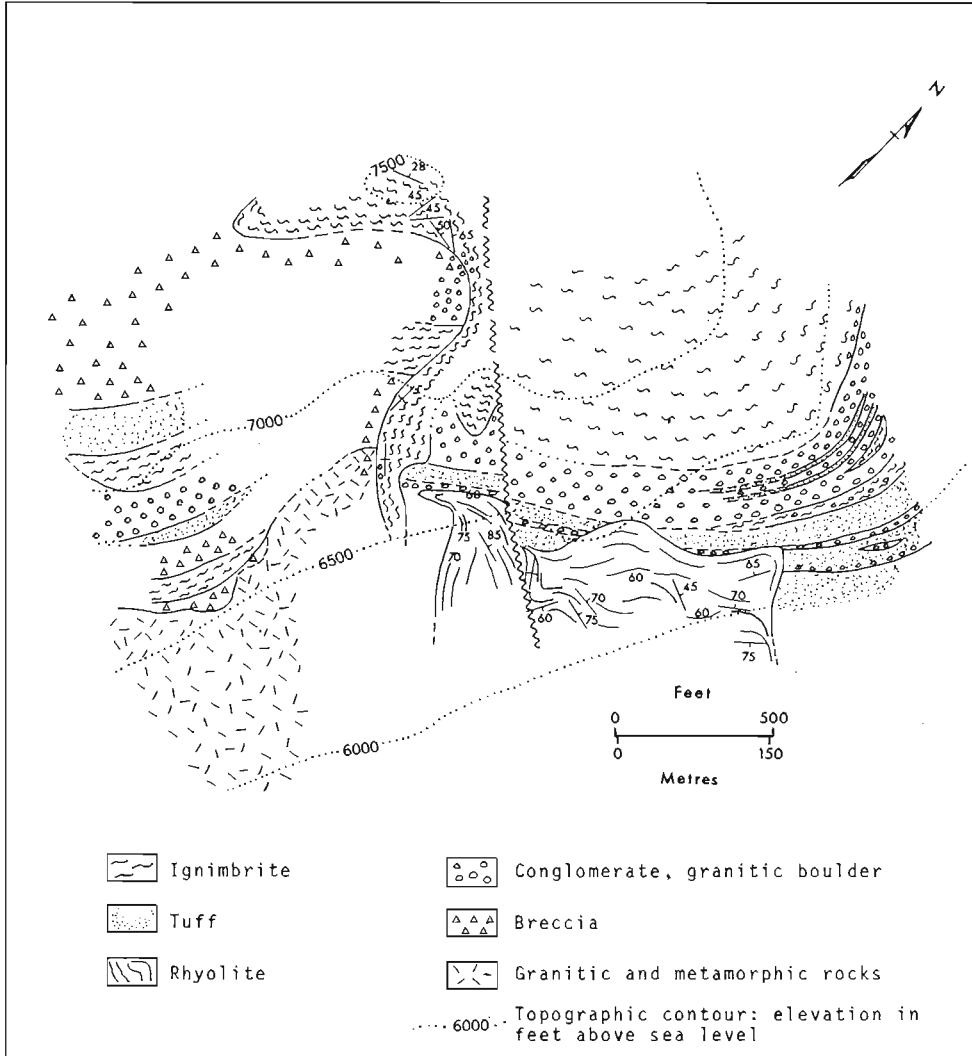 N
7500
28
45
45
50
65
7000
60
6500
75
85
70
60
70
75
60
45
60
70
65
75
6000
Feet
0 500
0 150
Metres
Ignimbrite
Conglomerate, granitic boulder
Tuff
Breccia
Rhyolite
Granitic and metamorphic rocks
6000
Topographic contour: elevation in
feet above sea level